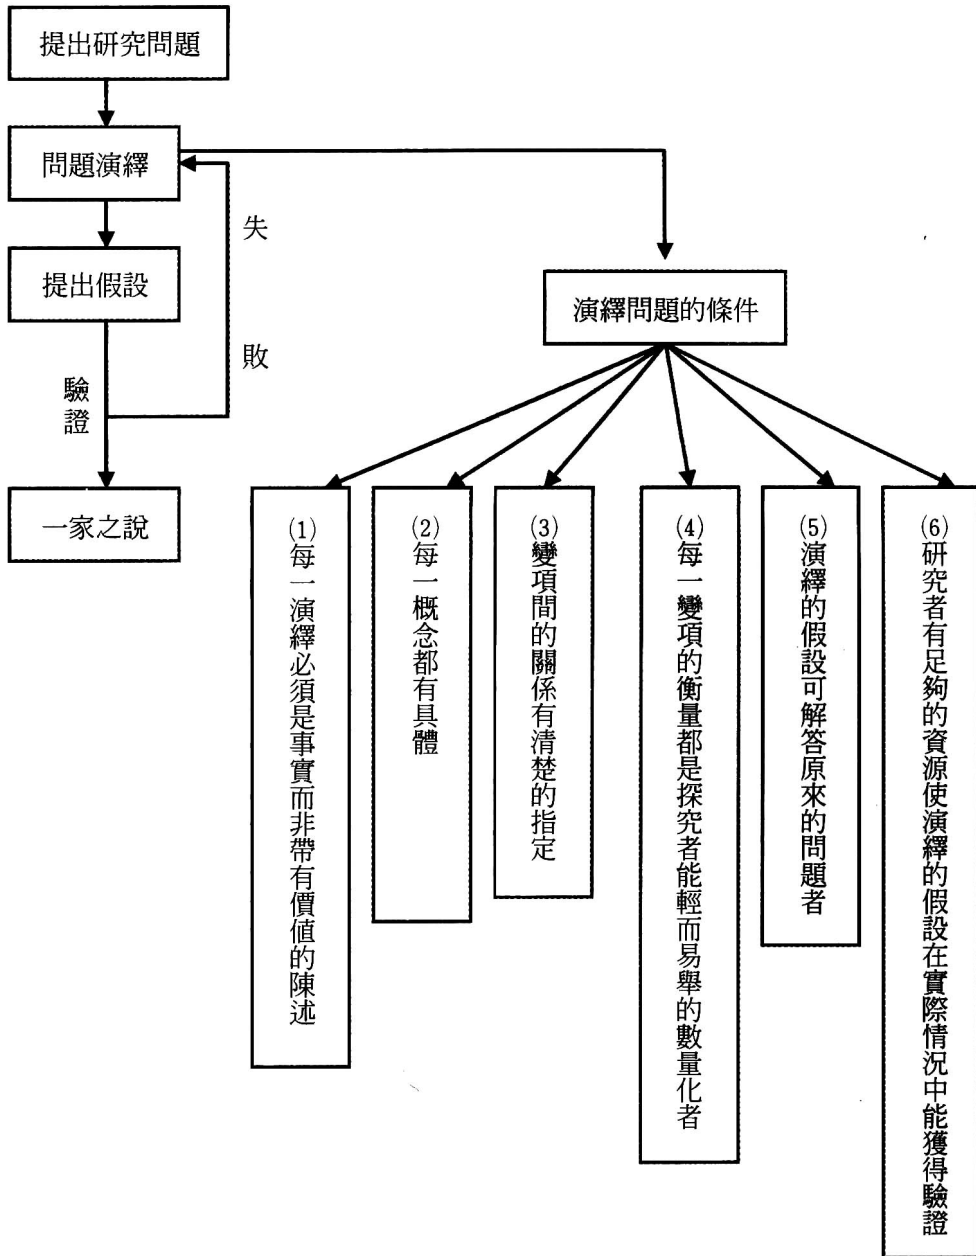 提出研究問題
問題演繹
失
敗
提出假設
驗
證
一家之說
演繹問題的條件
(1)每一演繹必須是事實而非帶有價值的陳述
(2)每一概念都有具體
(3)變項間的關係有清楚的指定
(4)每一變項的衡量都是探究者能輕而易舉的數量化者
(5)演繹的假設可解答原來的問題者
(6)研究者有足夠的資源使演繹的假設在實際情況中能獲得驗證